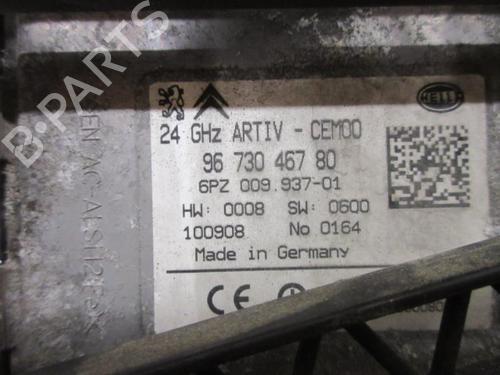 B-PARTS
HELLA
24 GHz ARTIV - CEM00
96 730 467 80
6PZ 009.937-01
HW: 0008 SW: 0600
100908 No 0164
Made in Germany
CE